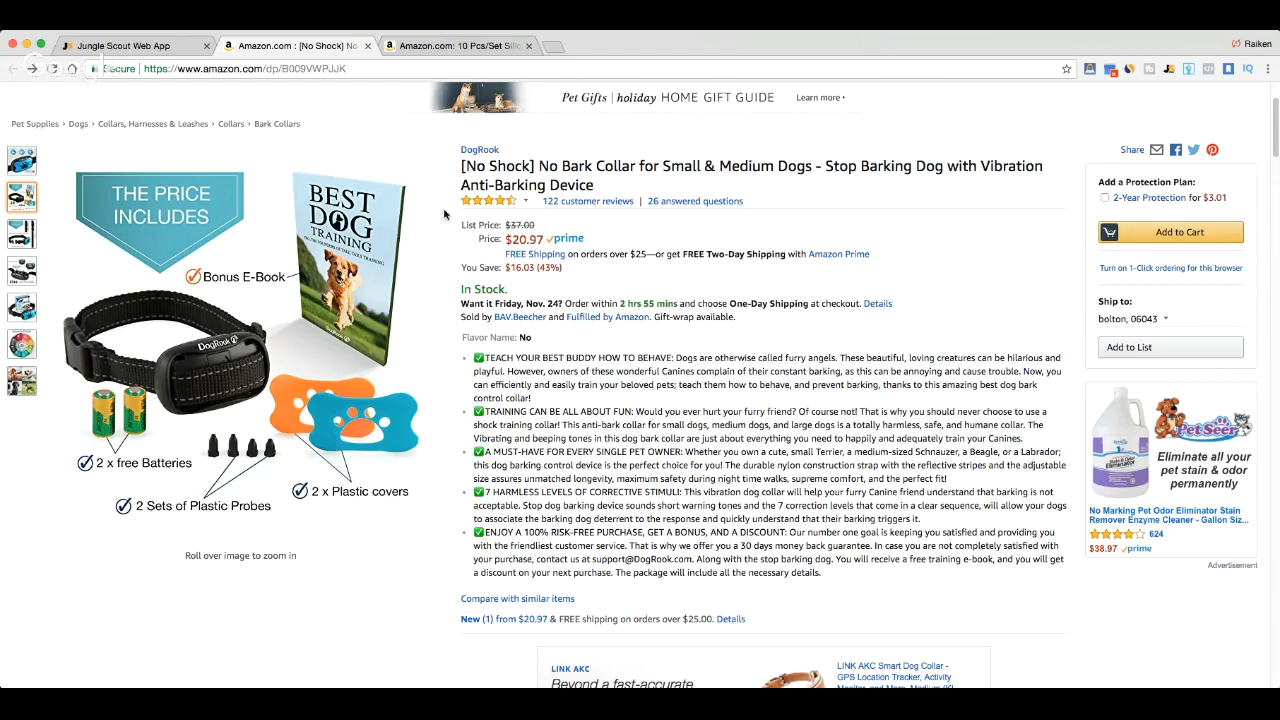 Jungle Scout Web App
Amazon.com : [No Shock] No
Amazon.com: 10 Pcs/Set Silic
Raiken
Secure
https://www.amazon.com/dp/B009VWPJJK
Pet Gifts | holiday HOME GIFT GUIDE
Learn more
Pet Supplies › Dogs › Collars, Harnesses & Leashes › Collars › Bark Collars
THE PRICE
INCLUDES
Bonus E-Book
BEST
DOG
TRAINING
DogRook
2 x free Batteries
2 Sets of Plastic Probes
2 x Plastic covers
Roll over image to zoom in
DogRook
[No Shock] No Bark Collar for Small & Medium Dogs - Stop Barking Dog with Vibration
Anti-Barking Device
122 customer reviews | 26 answered questions
List Price: $37.00
Price: $20.97 prime
FREE Shipping on orders over $25—or get FREE Two-Day Shipping with Amazon Prime
You Save: $16.03 (43%)
In Stock.
Want it Friday, Nov. 24? Order within 2 hrs 55 mins and choose One-Day Shipping at checkout. Details
Sold by BAV.Beecher and Fulfilled by Amazon. Gift-wrap available.
Flavor Name: No
• ✅TEACH YOUR BEST BUDDY HOW TO BEHAVE: Dogs are otherwise called furry angels. These beautiful, loving creatures can be hilarious and
playful. However, owners of these wonderful Canines complain of their constant barking, as this can be annoying and cause trouble. Now, you
can efficiently and easily train your beloved pets; teach them how to behave, and prevent barking, thanks to this amazing best dog bark
control collar!
• ✅TRAINING CAN BE ALL ABOUT FUN: Would you ever hurt your furry friend? Of course not! That is why you should never choose to use a
shock training collar! This anti-bark collar for small dogs, medium dogs, and large dogs is a totally harmless, safe, and humane collar. The
Vibrating and beeping tones in this dog bark collar are just about everything you need to happily and adequately train your Canines.
• ✅A MUST-HAVE FOR EVERY SINGLE PET OWNER: Whether you own a cute, small Terrier, a medium-sized Schnauzer, a Beagle, or a Labrador;
this dog barking control device is the perfect choice for you! The durable nylon construction strap with the reflective stripes and the adjustable
size assures unmatched longevity, maximum safety during night time walks, supreme comfort, and the perfect fit!
• ✅7 HARMLESS LEVELS OF CORRECTIVE STIMULI: This vibration dog collar will help your furry Canine friend understand that barking is not
acceptable. Stop dog barking device sounds short warning tones and the 7 correction levels that come in a clear sequence, will allow your dogs
to associate the barking dog deterrent to the response and quickly understand that their barking triggers it.
• ✅ENJOY A 100% RISK-FREE PURCHASE, GET A BONUS, AND A DISCOUNT: Our number one goal is keeping you satisfied and providing you
with the friendliest customer service. That is why we offer you a 30 days money back guarantee. In case you are not completely satisfied with
your purchase, contact us at support@DogRook.com. Along with the stop barking dog. You will receive a free training e-book, and you will get
a discount on your next purchase. The package will include all the necessary details.
Compare with similar items
New (1) from $20.97 & FREE shipping on orders over $25.00. Details
LINK AKC
Beyond a fast-accurate
LINK AKC Smart Dog Collar -
GPS Location Tracker, Activity
Share
Add a Protection Plan:
2-Year Protection for $3.01
Add to Cart
Turn on 1-Click ordering for this browser
Ship to:
bolton, 06043
Add to List
PetSeer
Eliminate all your
pet stain & odor
permanently
No Marking Pet Odor Eliminator Stain
Remover Enzyme Cleaner - Gallon Siz...
624
$38.97 prime
Advertisement